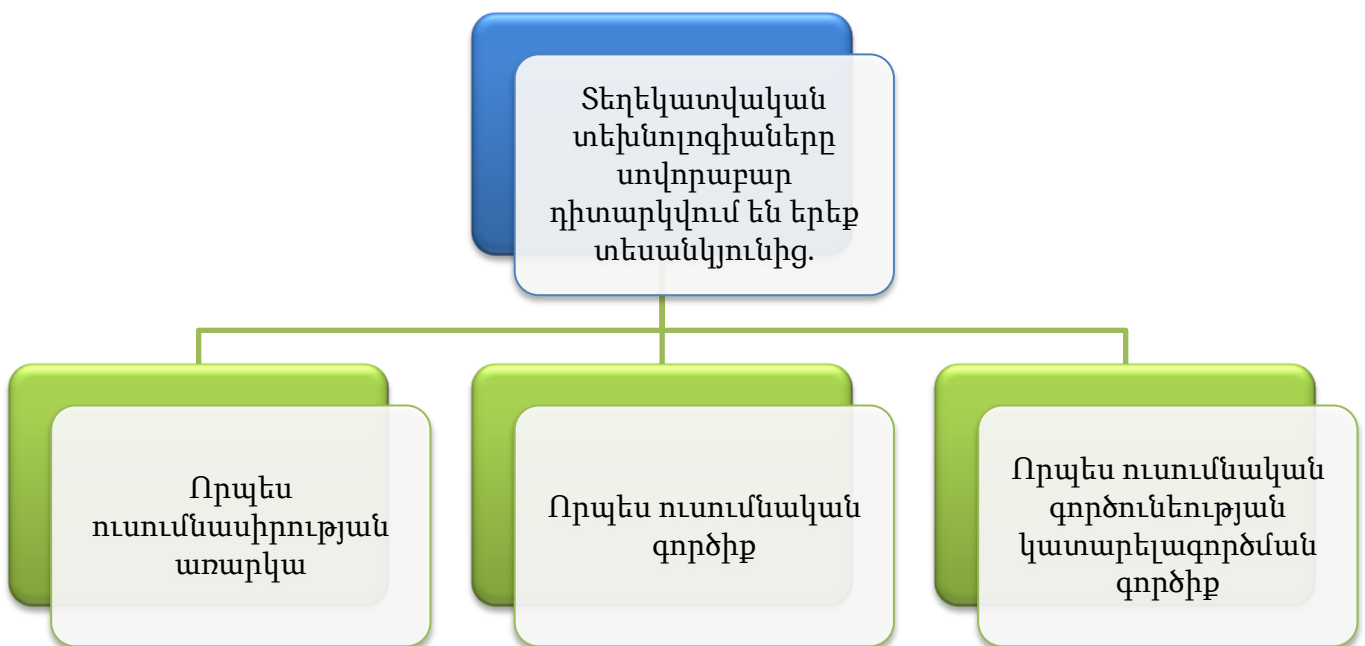 Տեղեկատվական
տեխնոլոգիաները
սովորաբար
դիտարկվում են երեք
տեսանկյունից.
Որպես
ուսումնասիրության
առարկա
Որպես ուսումնական
գործիք
Որպես ուսումնական
գործունեության
կատարելագործման
գործիք